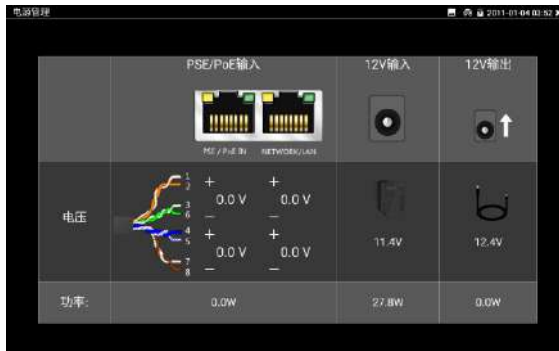 电源管理
2011-01-04 03:52
PSE/PoE输入 12V输入 12V输出
PSE / PoE IN NETWORK/LAN
1
2
3
6
4
5
7
8
+ +
0.0 V 0.0 V
− −
+ +
0.0 V 0.0 V
− −
电压 11.4V 12.4V
功率: 0.0W 27.8W 0.0W